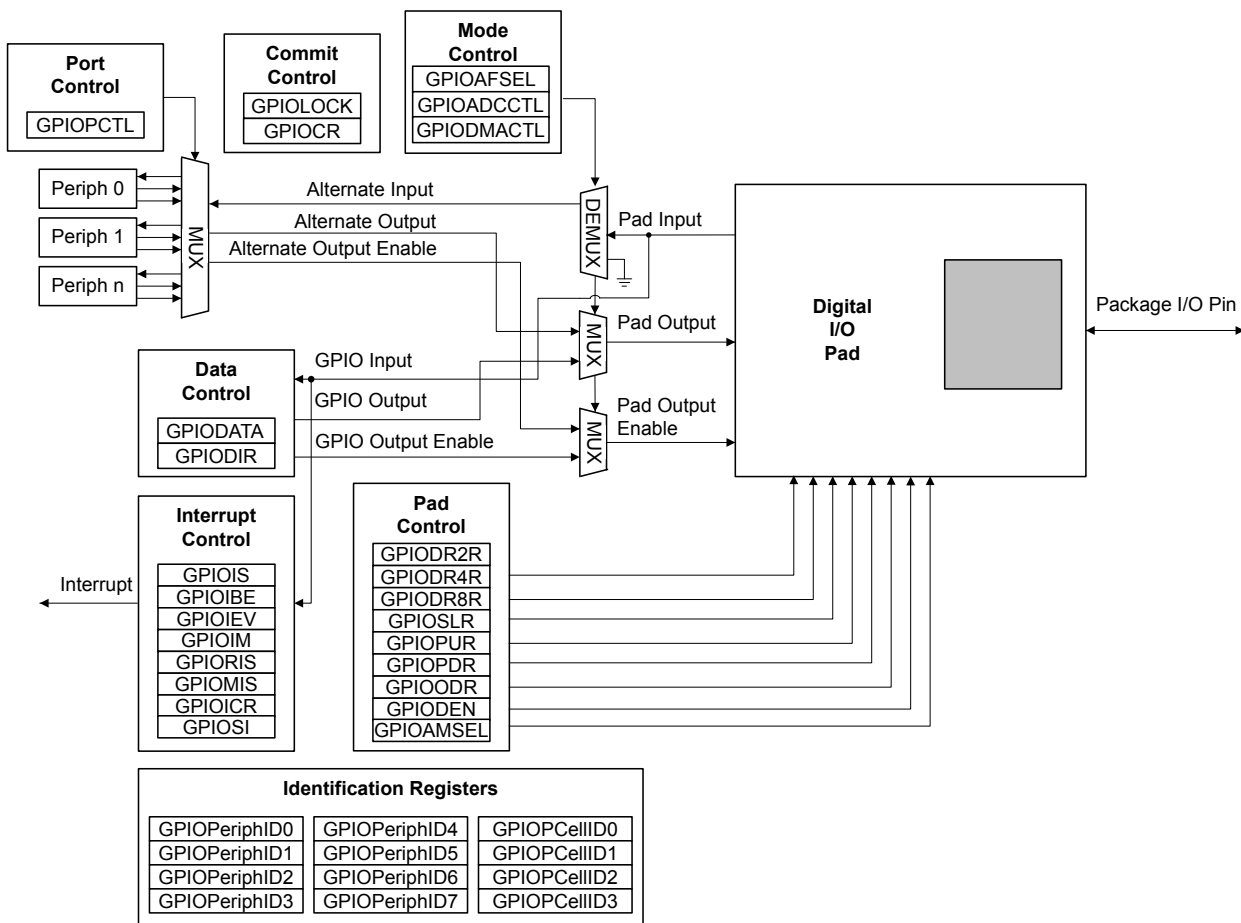 Port
Control
GPIOPCTL
Commit
Control
GPIOLOCK
GPIOCR
Mode
Control
GPIOAFSEL
GPIOADCCTL
GPIODMACTL
Periph 0
Periph 1
Periph n
MUX
Alternate Input
Alternate Output
Alternate Output Enable
DEMUX
Pad Input
MUX
Pad Output
MUX
Pad Output
Enable
Digital
I/O
Pad
Package I/O Pin
Data
Control
GPIODATA
GPIODIR
GPIO Input
GPIO Output
GPIO Output Enable
Interrupt
Interrupt
Control
GPIOIS
GPIOIBE
GPIOIEV
GPIOIM
GPIORIS
GPIOMIS
GPIOICR
GPIOSI
Pad
Control
GPIODR2R
GPIODR4R
GPIODR8R
GPIOSLR
GPIOPUR
GPIOPDR
GPIOODR
GPIODEN
GPIOAMSEL
Identification Registers
GPIOPeriphID0
GPIOPeriphID1
GPIOPeriphID2
GPIOPeriphID3
GPIOPeriphID4
GPIOPeriphID5
GPIOPeriphID6
GPIOPeriphID7
GPIOPCellID0
GPIOPCellID1
GPIOPCellID2
GPIOPCellID3